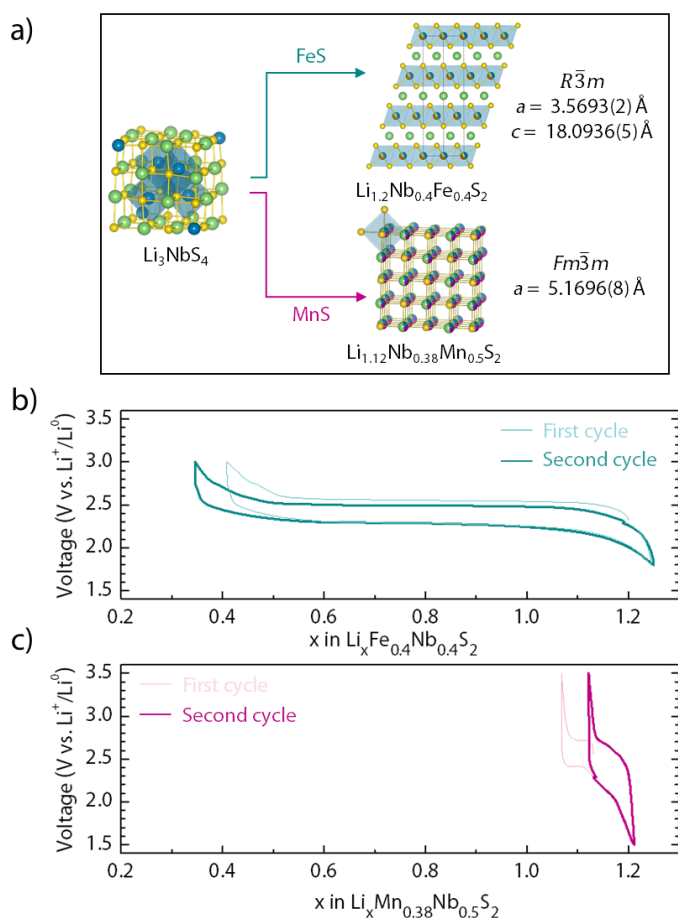 a)
FeS
R3̅m
a = 3.5693(2) Å
c = 18.0936(5) Å
Li₁.₂Nb₀.₄Fe₀.₄S₂
Li₃NbS₄
Fm3̅m
a = 5.1696(8) Å
MnS
Li₁.₁₂Nb₀.₃₈Mn₀.₅S₂
b)
3.5
3.0
2.5
2.0
1.5
Voltage (V vs. Li⁺/Li⁰)
First cycle
Second cycle
0.2 0.4 0.6 0.8 1.0 1.2
x in LiₓFe₀.₄Nb₀.₄S₂
c)
3.5
3.0
2.5
2.0
1.5
Voltage (V vs. Li⁺/Li⁰)
First cycle
Second cycle
0.2 0.4 0.6 0.8 1.0 1.2
x in LiₓMn₀.₃₈Nb₀.₅S₂